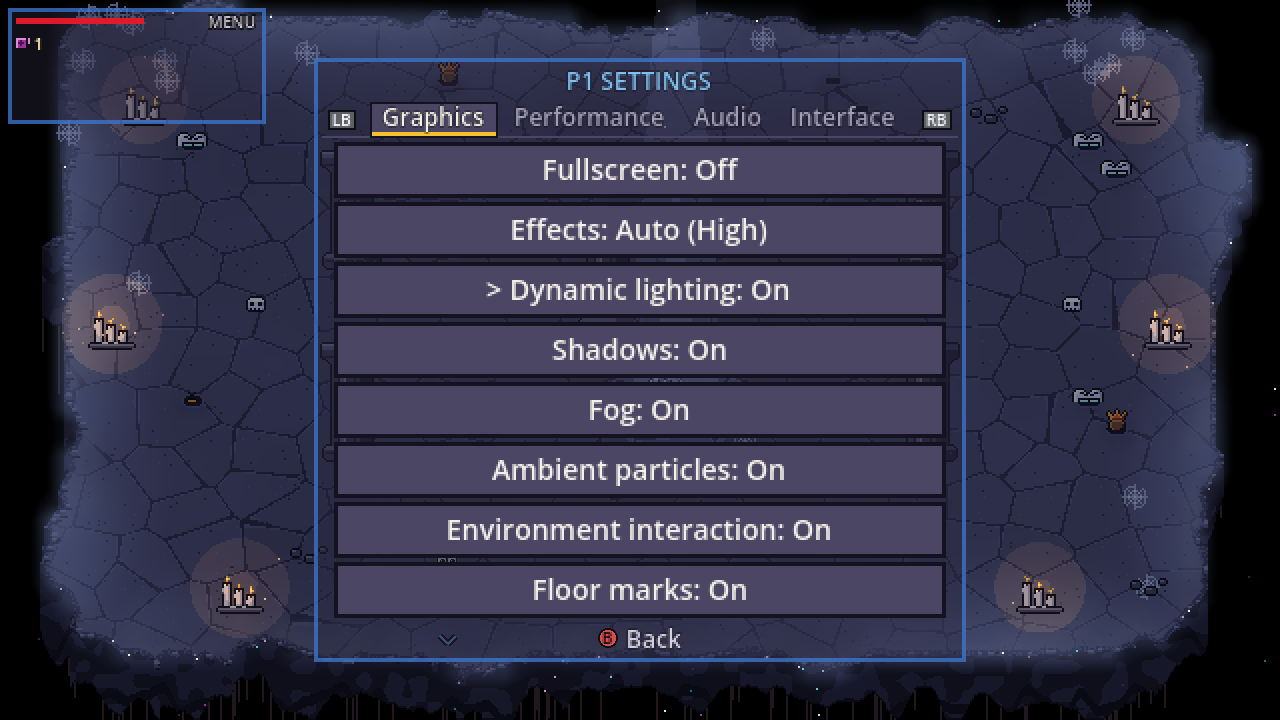 MENU
1
P1 SETTINGS
LB Graphics Performance Audio Interface RB
Fullscreen: Off
Effects: Auto (High)
> Dynamic lighting: On
Shadows: On
Fog: On
Ambient particles: On
Environment interaction: On
Floor marks: On
B Back